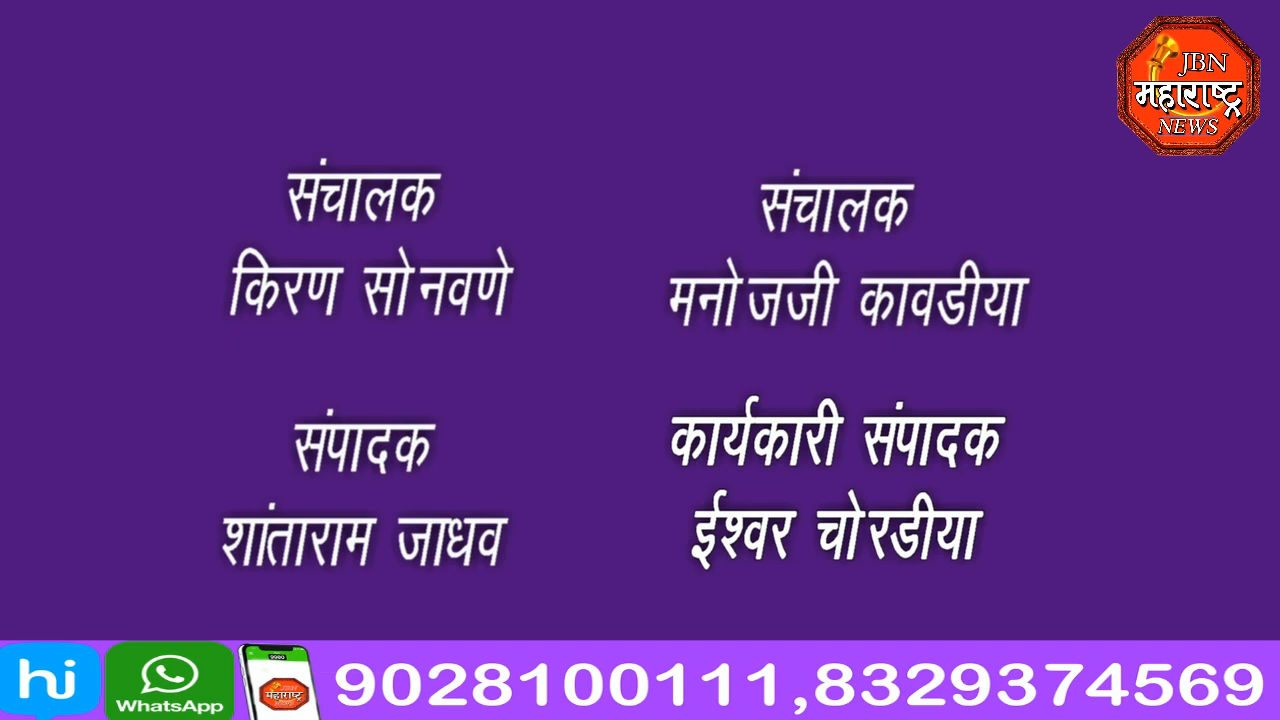 JBN
महाराष्ट्र
NEWS
संचालक
किरण सोनवणे
संचालक
मनोजजी कावडीया
संपादक
शांताराम जाधव
कार्यकारी संपादक
ईश्वर चोरडीया
hi
WhatsApp
महाराष्ट्र
9028100111,8329374569